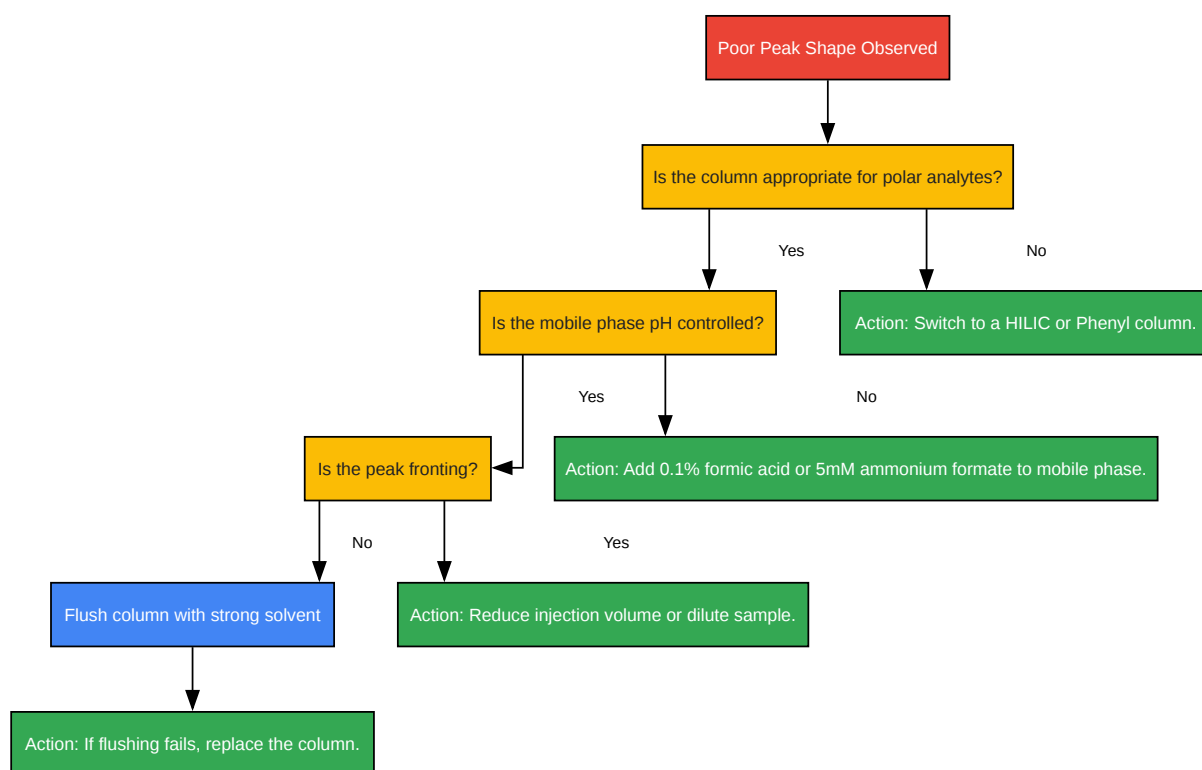 Poor Peak Shape Observed
Is the column appropriate for polar analytes?
Yes
No
Is the mobile phase pH controlled?
Action: Switch to a HILIC or Phenyl column.
Yes
No
Is the peak fronting?
Action: Add 0.1% formic acid or 5mM ammonium formate to mobile phase.
No
Yes
Flush column with strong solvent
Action: Reduce injection volume or dilute sample.
Action: If flushing fails, replace the column.